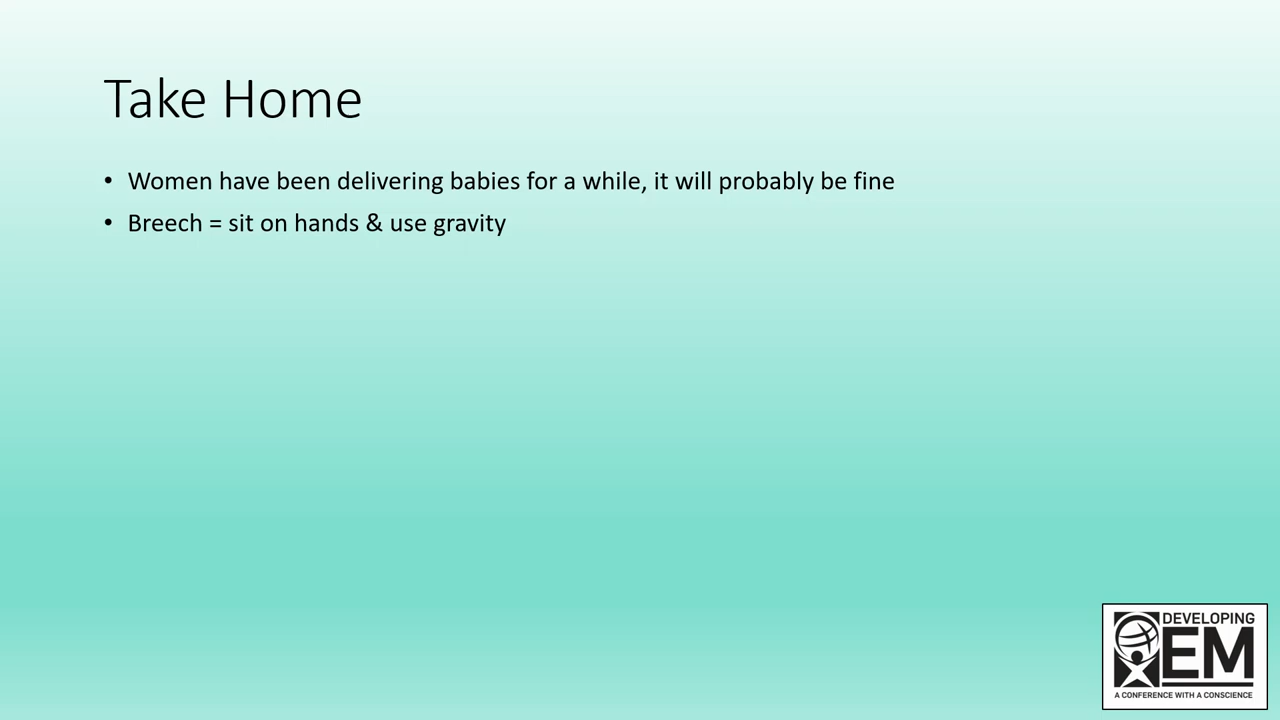 Take Home
• Women have been delivering babies for a while, it will probably be fine
• Breech = sit on hands & use gravity
DEVELOPING
EM
A CONFERENCE WITH A CONSCIENCE